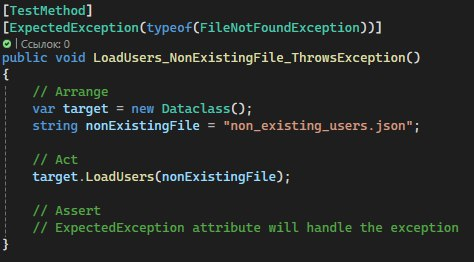 [TestMethod]
[ExpectedException(typeof(FileNotFoundException))]
| Ссылок: 0
public void LoadUsers_NonExistingFile_ThrowsException()
{
// Arrange
var target = new Dataclass();
string nonExistingFile = "non_existing_users.json";
// Act
target.LoadUsers(nonExistingFile);
// Assert
// ExpectedException attribute will handle the exception
}